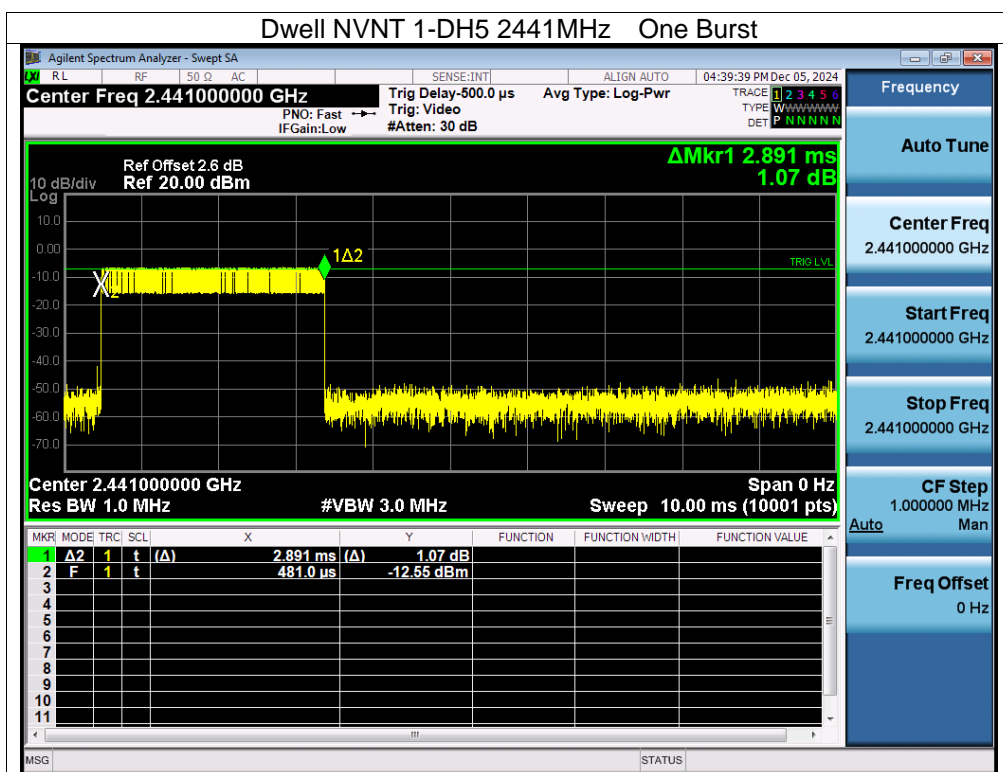 Dwell NVNT 1-DH5 2441MHz One Burst
Agilent Spectrum Analyzer - Swept SA
LXI RL RF 50 Ω AC SENSE:INT ALIGN AUTO 04:39:39 PM Dec 05, 2024
Center Freq 2.441000000 GHz
PNO: Fast
IFGain:Low
Trig Delay-500.0 µs
Trig: Video
#Atten: 30 dB
Avg Type: Log-Pwr
TRACE 1 2 3 4 5 6
TYPE WWWWWW
DET P N N N N N
Ref Offset 2.6 dB
10 dB/div Ref 20.00 dBm
Log
ΔMkr1 2.891 ms
1.07 dB
10.0
0.00
-10.0
-20.0
-30.0
-40.0
-50.0
-60.0
-70.0
1Δ2
TRIG LVL
2
Center 2.441000000 GHz Span 0 Hz
Res BW 1.0 MHz #VBW 3.0 MHz Sweep 10.00 ms (10001 pts)
MKR MODE TRC SCL X Y FUNCTION FUNCTION WIDTH FUNCTION VALUE
1 Δ2 1 t (Δ) 2.891 ms (Δ) 1.07 dB
2 F 1 t 481.0 µs -12.55 dBm
3
4
5
6
7
8
9
10
11
MSG STATUS
Frequency
Auto Tune
Center Freq
2.441000000 GHz
Start Freq
2.441000000 GHz
Stop Freq
2.441000000 GHz
CF Step
1.000000 MHz
Auto Man
Freq Offset
0 Hz